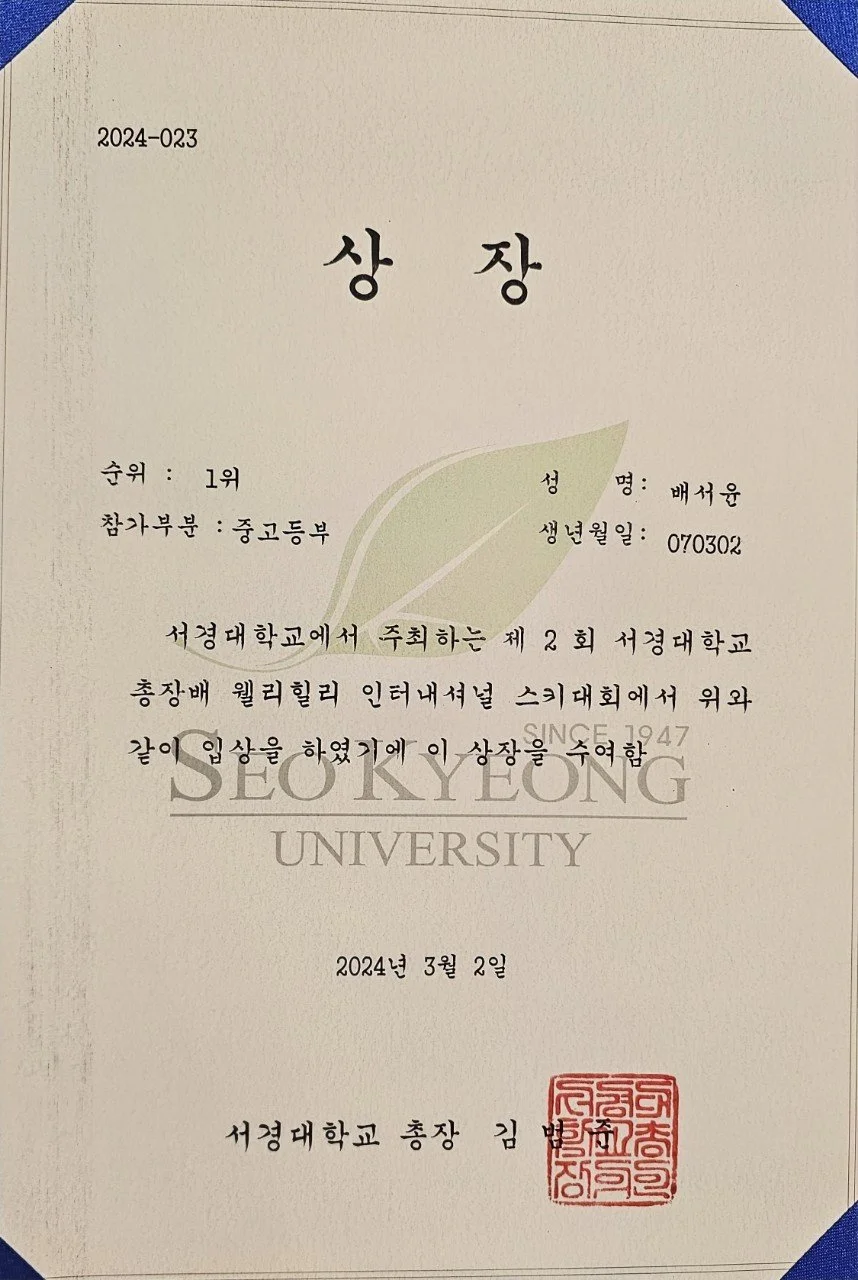 2024-023
상 장
순위 : 1위
성 명: 배서윤
참가부분 : 중고등부
생년월일: 070302
서경대학교에서 주최하는 제 2 회 서경대학교
총장배 웰리힐리 인터내셔널 스키대회에서 위와
같이 입상을 하였기에 이 상장을 수여함
SINCE 1947
SEOKYEONG
UNIVERSITY
2024년 3월 2일
서경대학교 총장 김 범 준